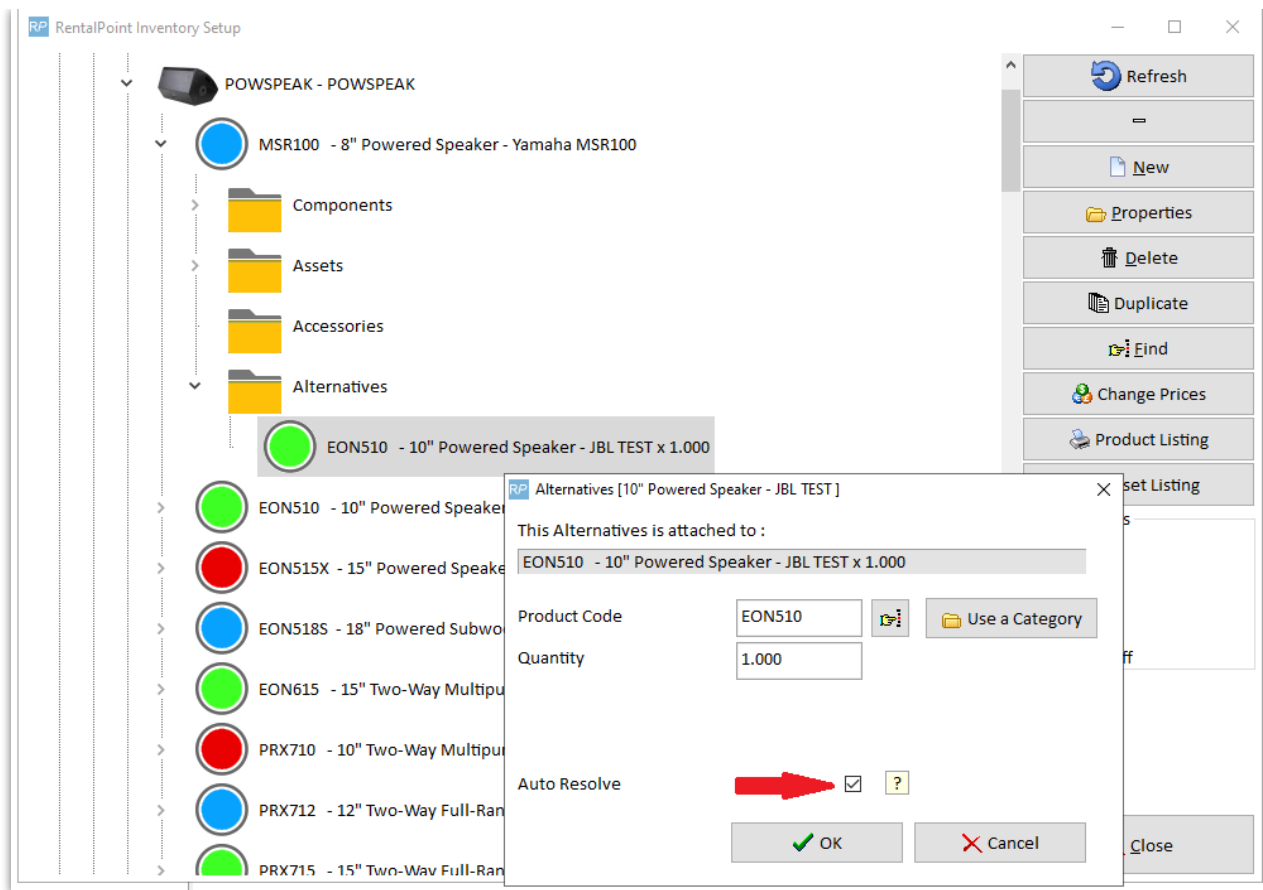 RP RentalPoint Inventory Setup
POWSPEAK - POWSPEAK
MSR100 - 8" Powered Speaker - Yamaha MSR100
Components
Assets
Accessories
Alternatives
EON510 - 10" Powered Speaker - JBL TEST x 1.000
EON510 - 10" Powered Speaker
EON515X - 15" Powered Speake
EON518S - 18" Powered Subwo
EON615 - 15" Two-Way Multipu
PRX710 - 10" Two-Way Multipur
PRX712 - 12" Two-Way Full-Ran
PRX715 - 15" Two-Way Full-Ran
Refresh
New
Properties
Delete
Duplicate
Find
Change Prices
Product Listing
set Listing
s
ff
Close
RP Alternatives [10" Powered Speaker - JBL TEST ]
This Alternatives is attached to :
EON510 - 10" Powered Speaker - JBL TEST x 1.000
Product Code EON510 Use a Category
Quantity 1.000
Auto Resolve ?
OK Cancel